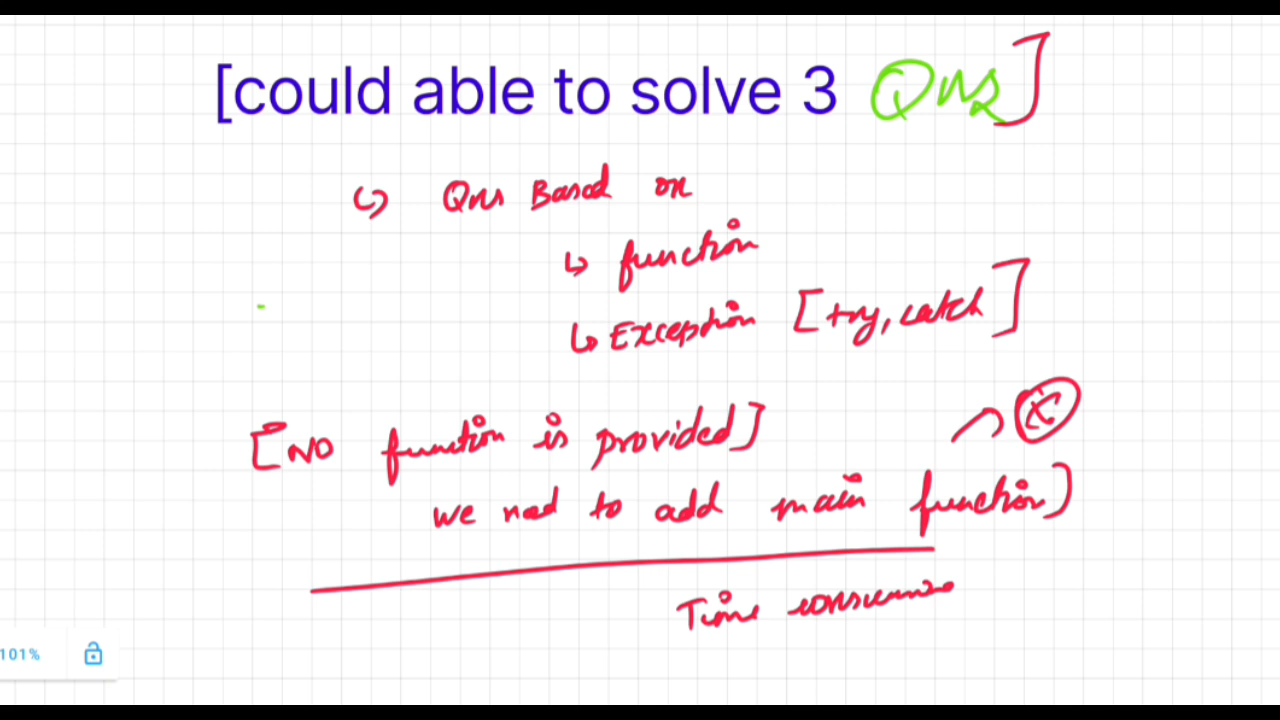 [could able to solve 3 Qns]
↳ Qns Based on
↳ function
↳ Exception [try, catch]
[No function is provided]
we need to add main function]
Time consuming
101%